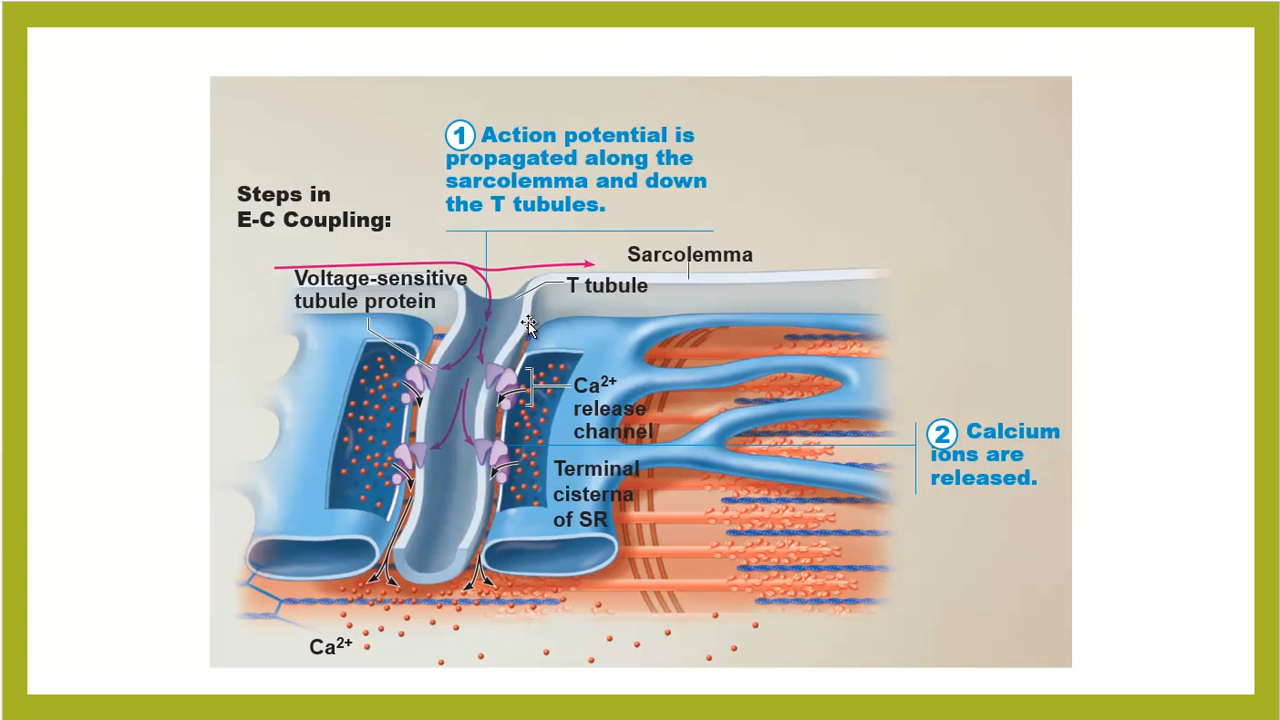 1 Action potential is
propagated along the
sarcolemma and down
the T tubules.
Steps in
E-C Coupling:
Sarcolemma
Voltage-sensitive
tubule protein
T tubule
Ca²⁺
release
channel
2 Calcium
ions are
released.
Terminal
cisterna
of SR
Ca²⁺